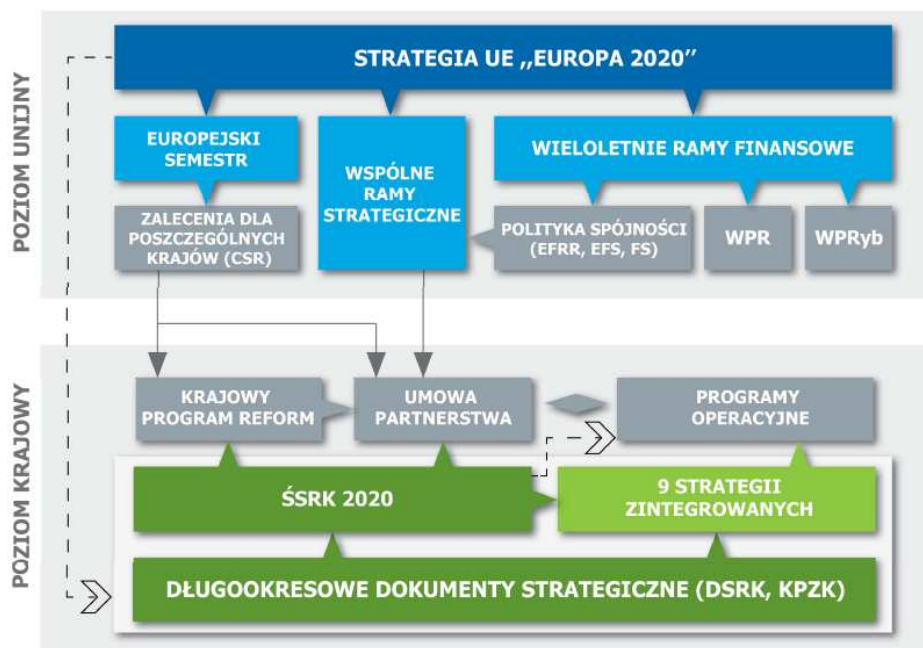 POZIOM UNIJNY
STRATEGIA UE „EUROPA 2020”
EUROPEJSKI
SEMESTR
WSPÓLNE
RAMY
STRATEGICZNE
WIELOLETNIE RAMY FINANSOWE
ZALECENIA DLA
POSZCZEGÓLNYCH
KRAJÓW (CSR)
POLITYKA SPÓJNOŚCI
(EFRR, EFS, FS)
WPR
WPRyb
POZIOM KRAJOWY
KRAJOWY
PROGRAM REFORM
UMOWA
PARTNERSTWA
PROGRAMY
OPERACYJNE
ŚSRK 2020
9 STRATEGII
ZINTEGROWANYCH
DŁUGOOKRESOWE DOKUMENTY STRATEGICZNE (DSRK, KPZK)